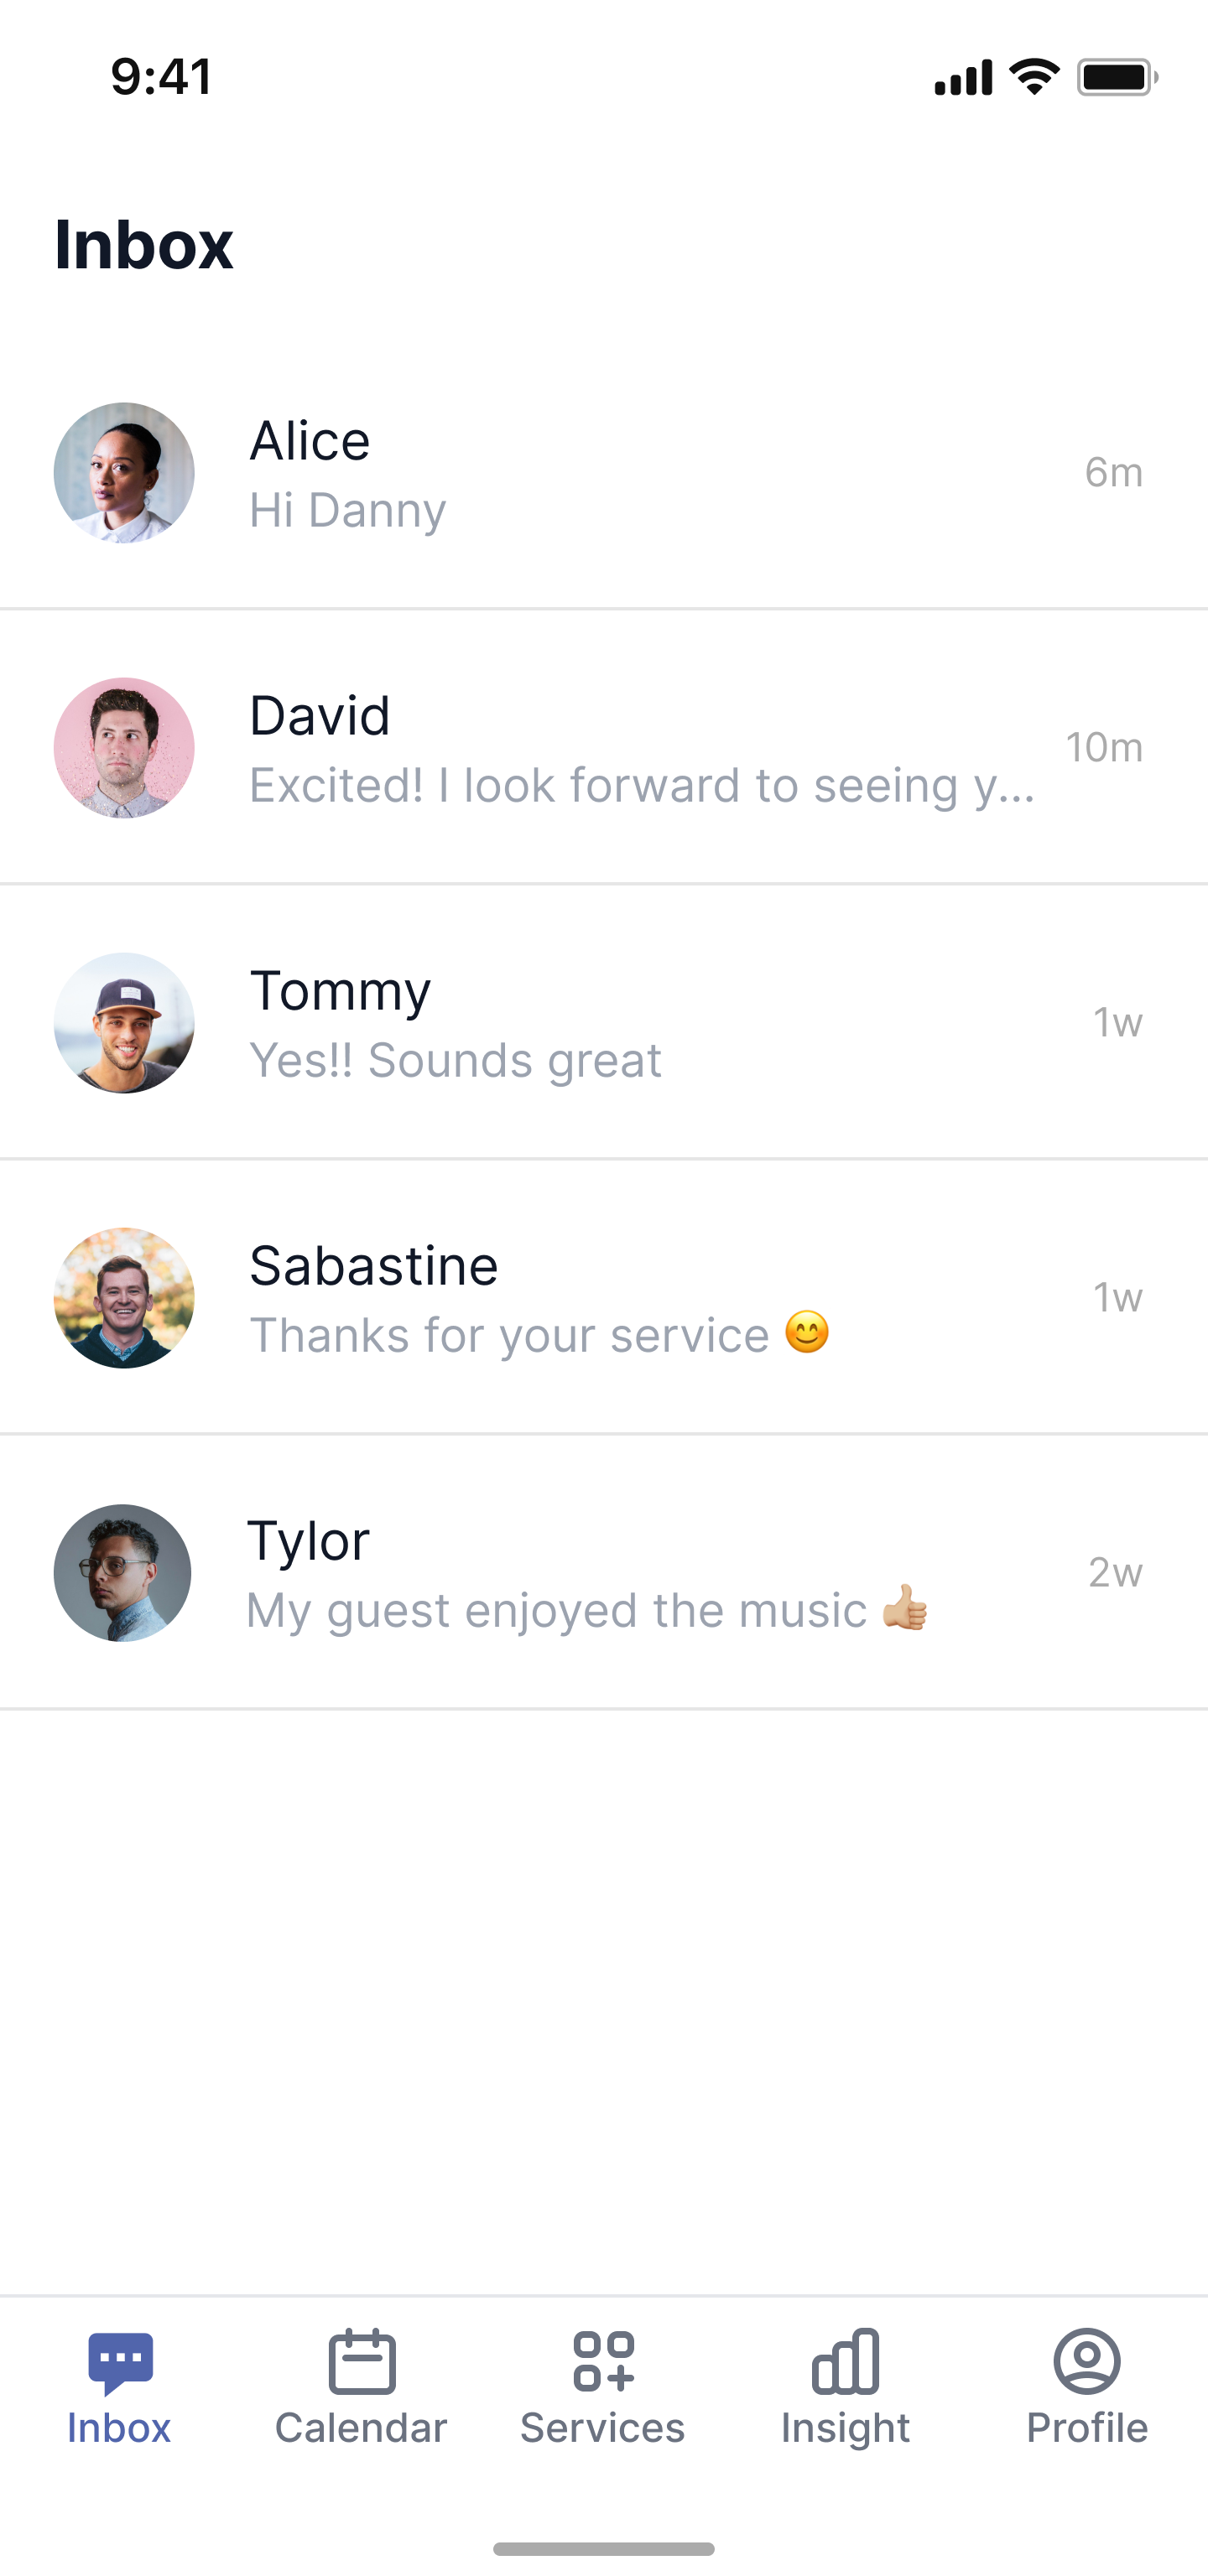 9:41
Inbox
Alice
Hi Danny
6m
David
Excited! I look forward to seeing y...
10m
Tommy
Yes!! Sounds great
1w
Sabastine
Thanks for your service 😊
1w
Tylor
My guest enjoyed the music 👍🏼
2w
Inbox
Calendar
Services
Insight
Profile